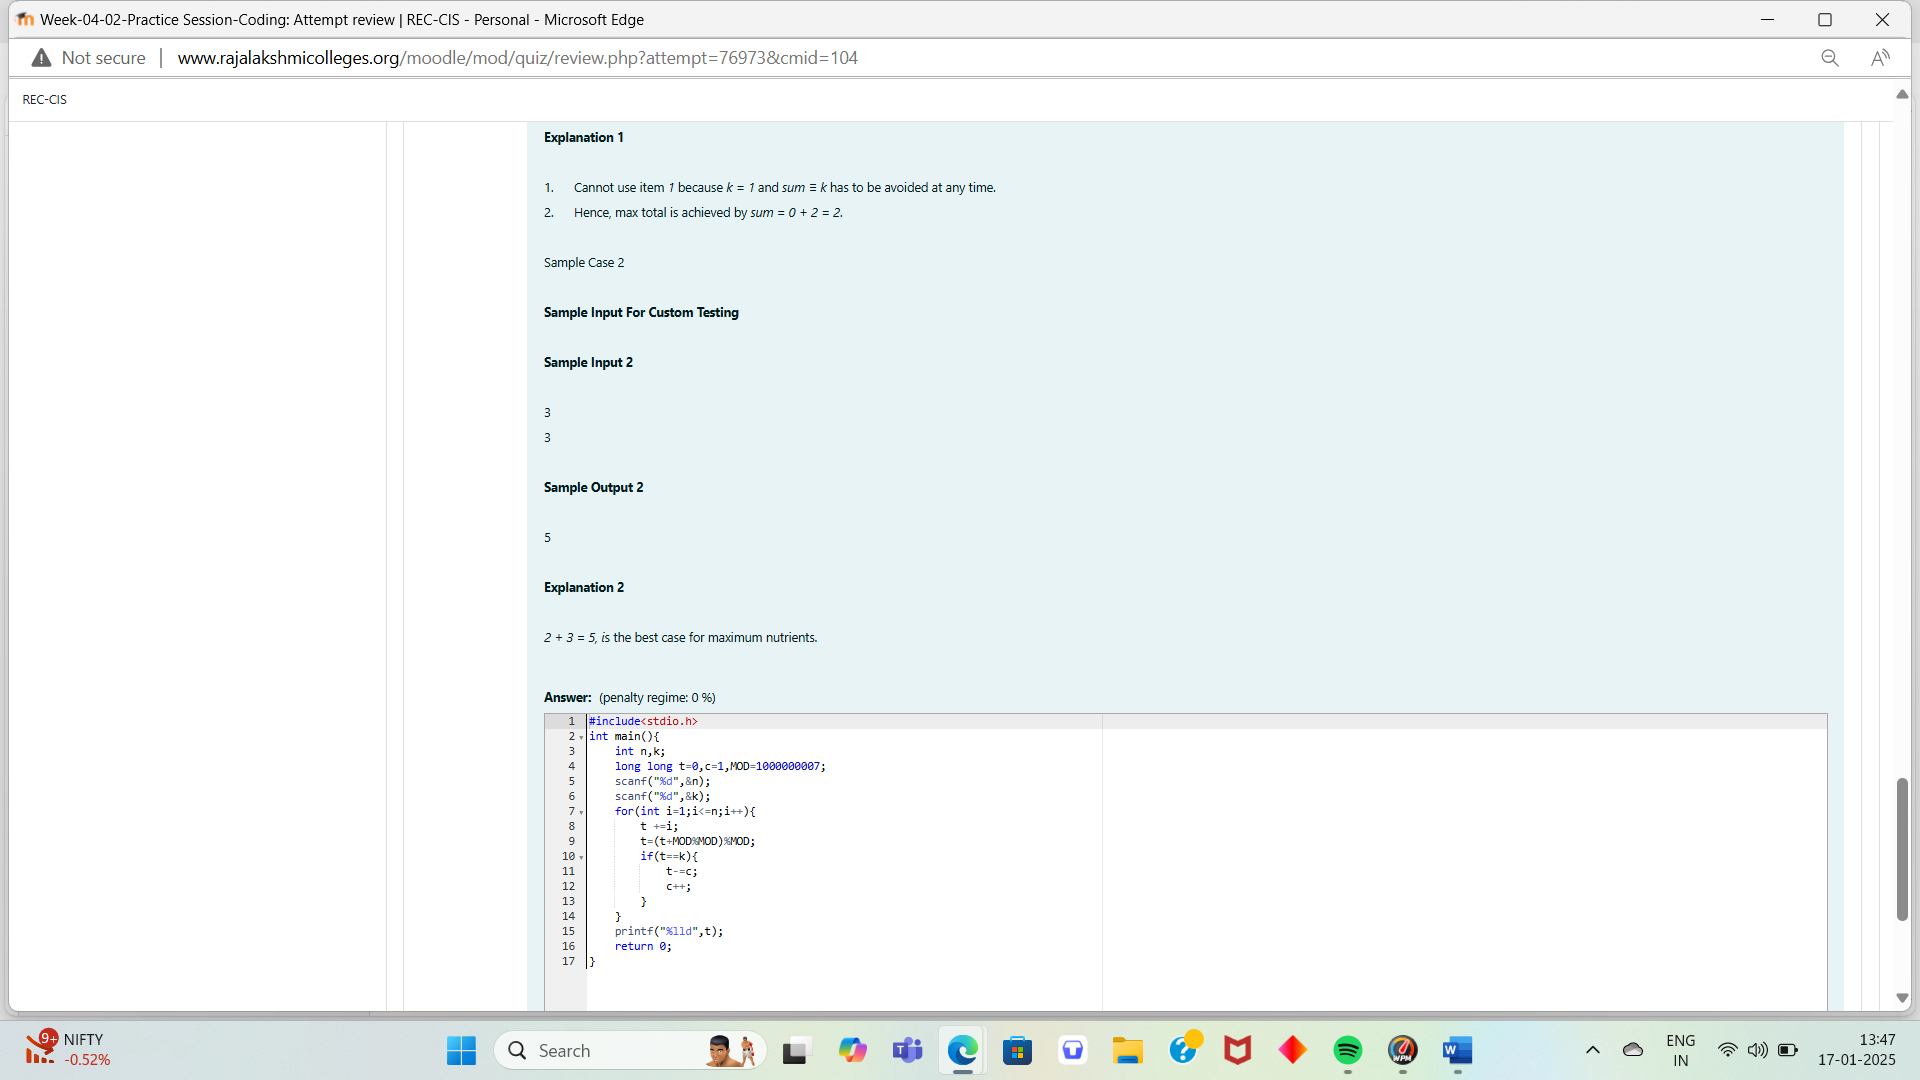 Week-04-02-Practice Session-Coding: Attempt review | REC-CIS - Personal - Microsoft Edge
Not secure | www.rajalakshmicolleges.org/moodle/mod/quiz/review.php?attempt=76973&cmid=104
REC-CIS
Explanation 1
1. Cannot use item 1 because k = 1 and sum ≡ k has to be avoided at any time.
2. Hence, max total is achieved by sum = 0 + 2 = 2.
Sample Case 2
Sample Input For Custom Testing
Sample Input 2
3
3
Sample Output 2
5
Explanation 2
2 + 3 = 5, is the best case for maximum nutrients.
Answer: (penalty regime: 0 %)
1 #include<stdio.h>
2 int main(){
3     int n,k;
4     long long t=0,c=1,MOD=1000000007;
5     scanf("%d",&n);
6     scanf("%d",&k);
7     for(int i=1;i<=n;i++){
8         t +=i;
9         t=(t+MOD%MOD)%MOD;
10         if(t==k){
11             t-=c;
12             c++;
13         }
14     }
15     printf("%lld",t);
16     return 0;
17 }
9+ NIFTY
-0.52%
Search
WPM
ENG
IN
13:47
17-01-2025